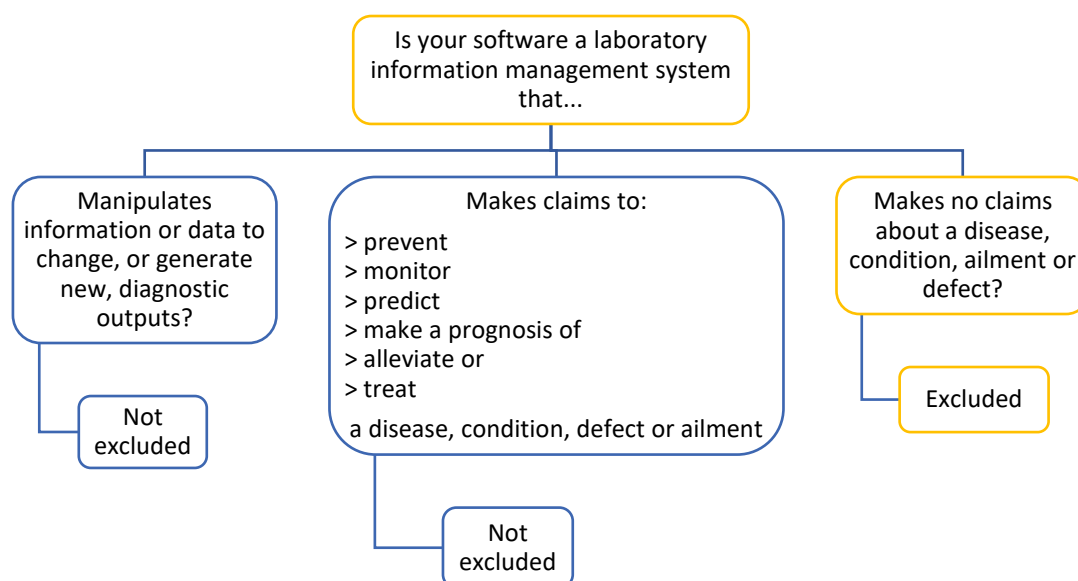 Is your software a laboratory
information management system
that...
Manipulates
information or data to
change, or generate
new, diagnostic
outputs?
Not
excluded
Makes claims to:
> prevent
> monitor
> predict
> make a prognosis of
> alleviate or
> treat
a disease, condition, defect or ailment
Not
excluded
Makes no claims
about a disease,
condition, ailment or
defect?
Excluded